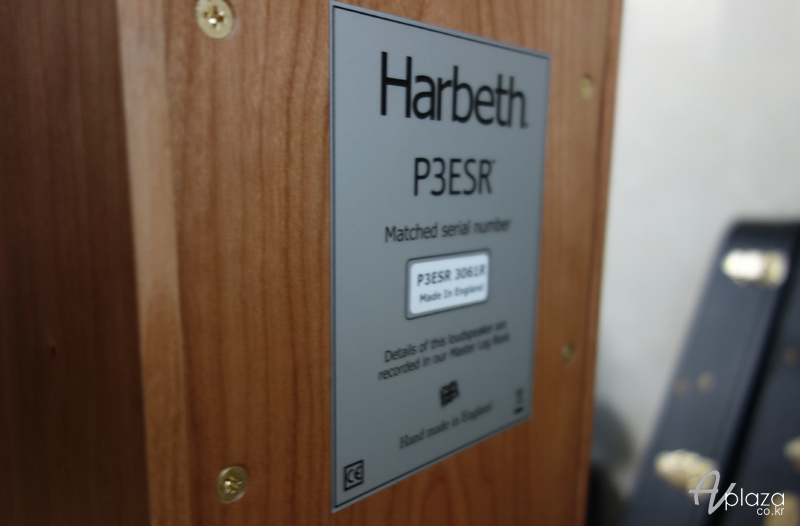 Harbeth
P3ESR
Matched serial number
P3ESR 3061R
Made In England
Details of this loudspeaker are
recorded in our Master Log Book
Hand made in England
CE
AVplaza
co.kr